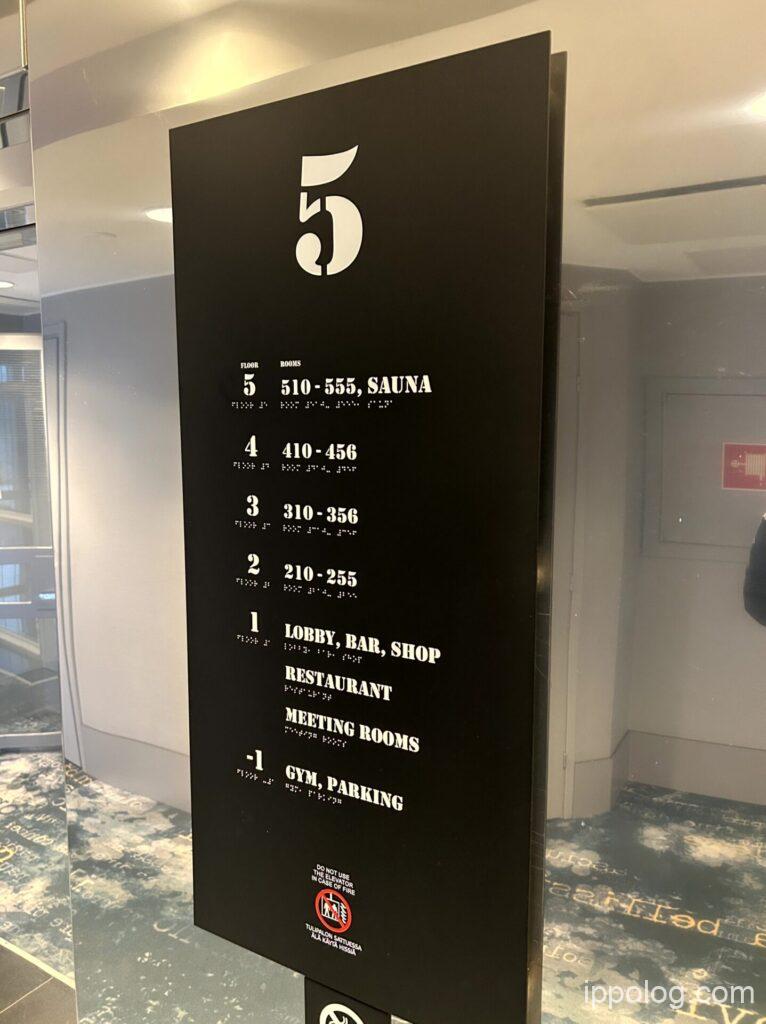 5
FLOOR ROOMS
5 510 - 555, SAUNA
4 410 - 456
3 310 - 356
2 210 - 255
1 LOBBY, BAR, SHOP
RESTAURANT
MEETING ROOMS
-1 GYM, PARKING
DO NOT USE
THE ELEVATOR
IN CASE OF FIRE
TULIPALON SATTUESSA
ÄLÄ KÄYTÄ HISSIÄ
ippolog.com